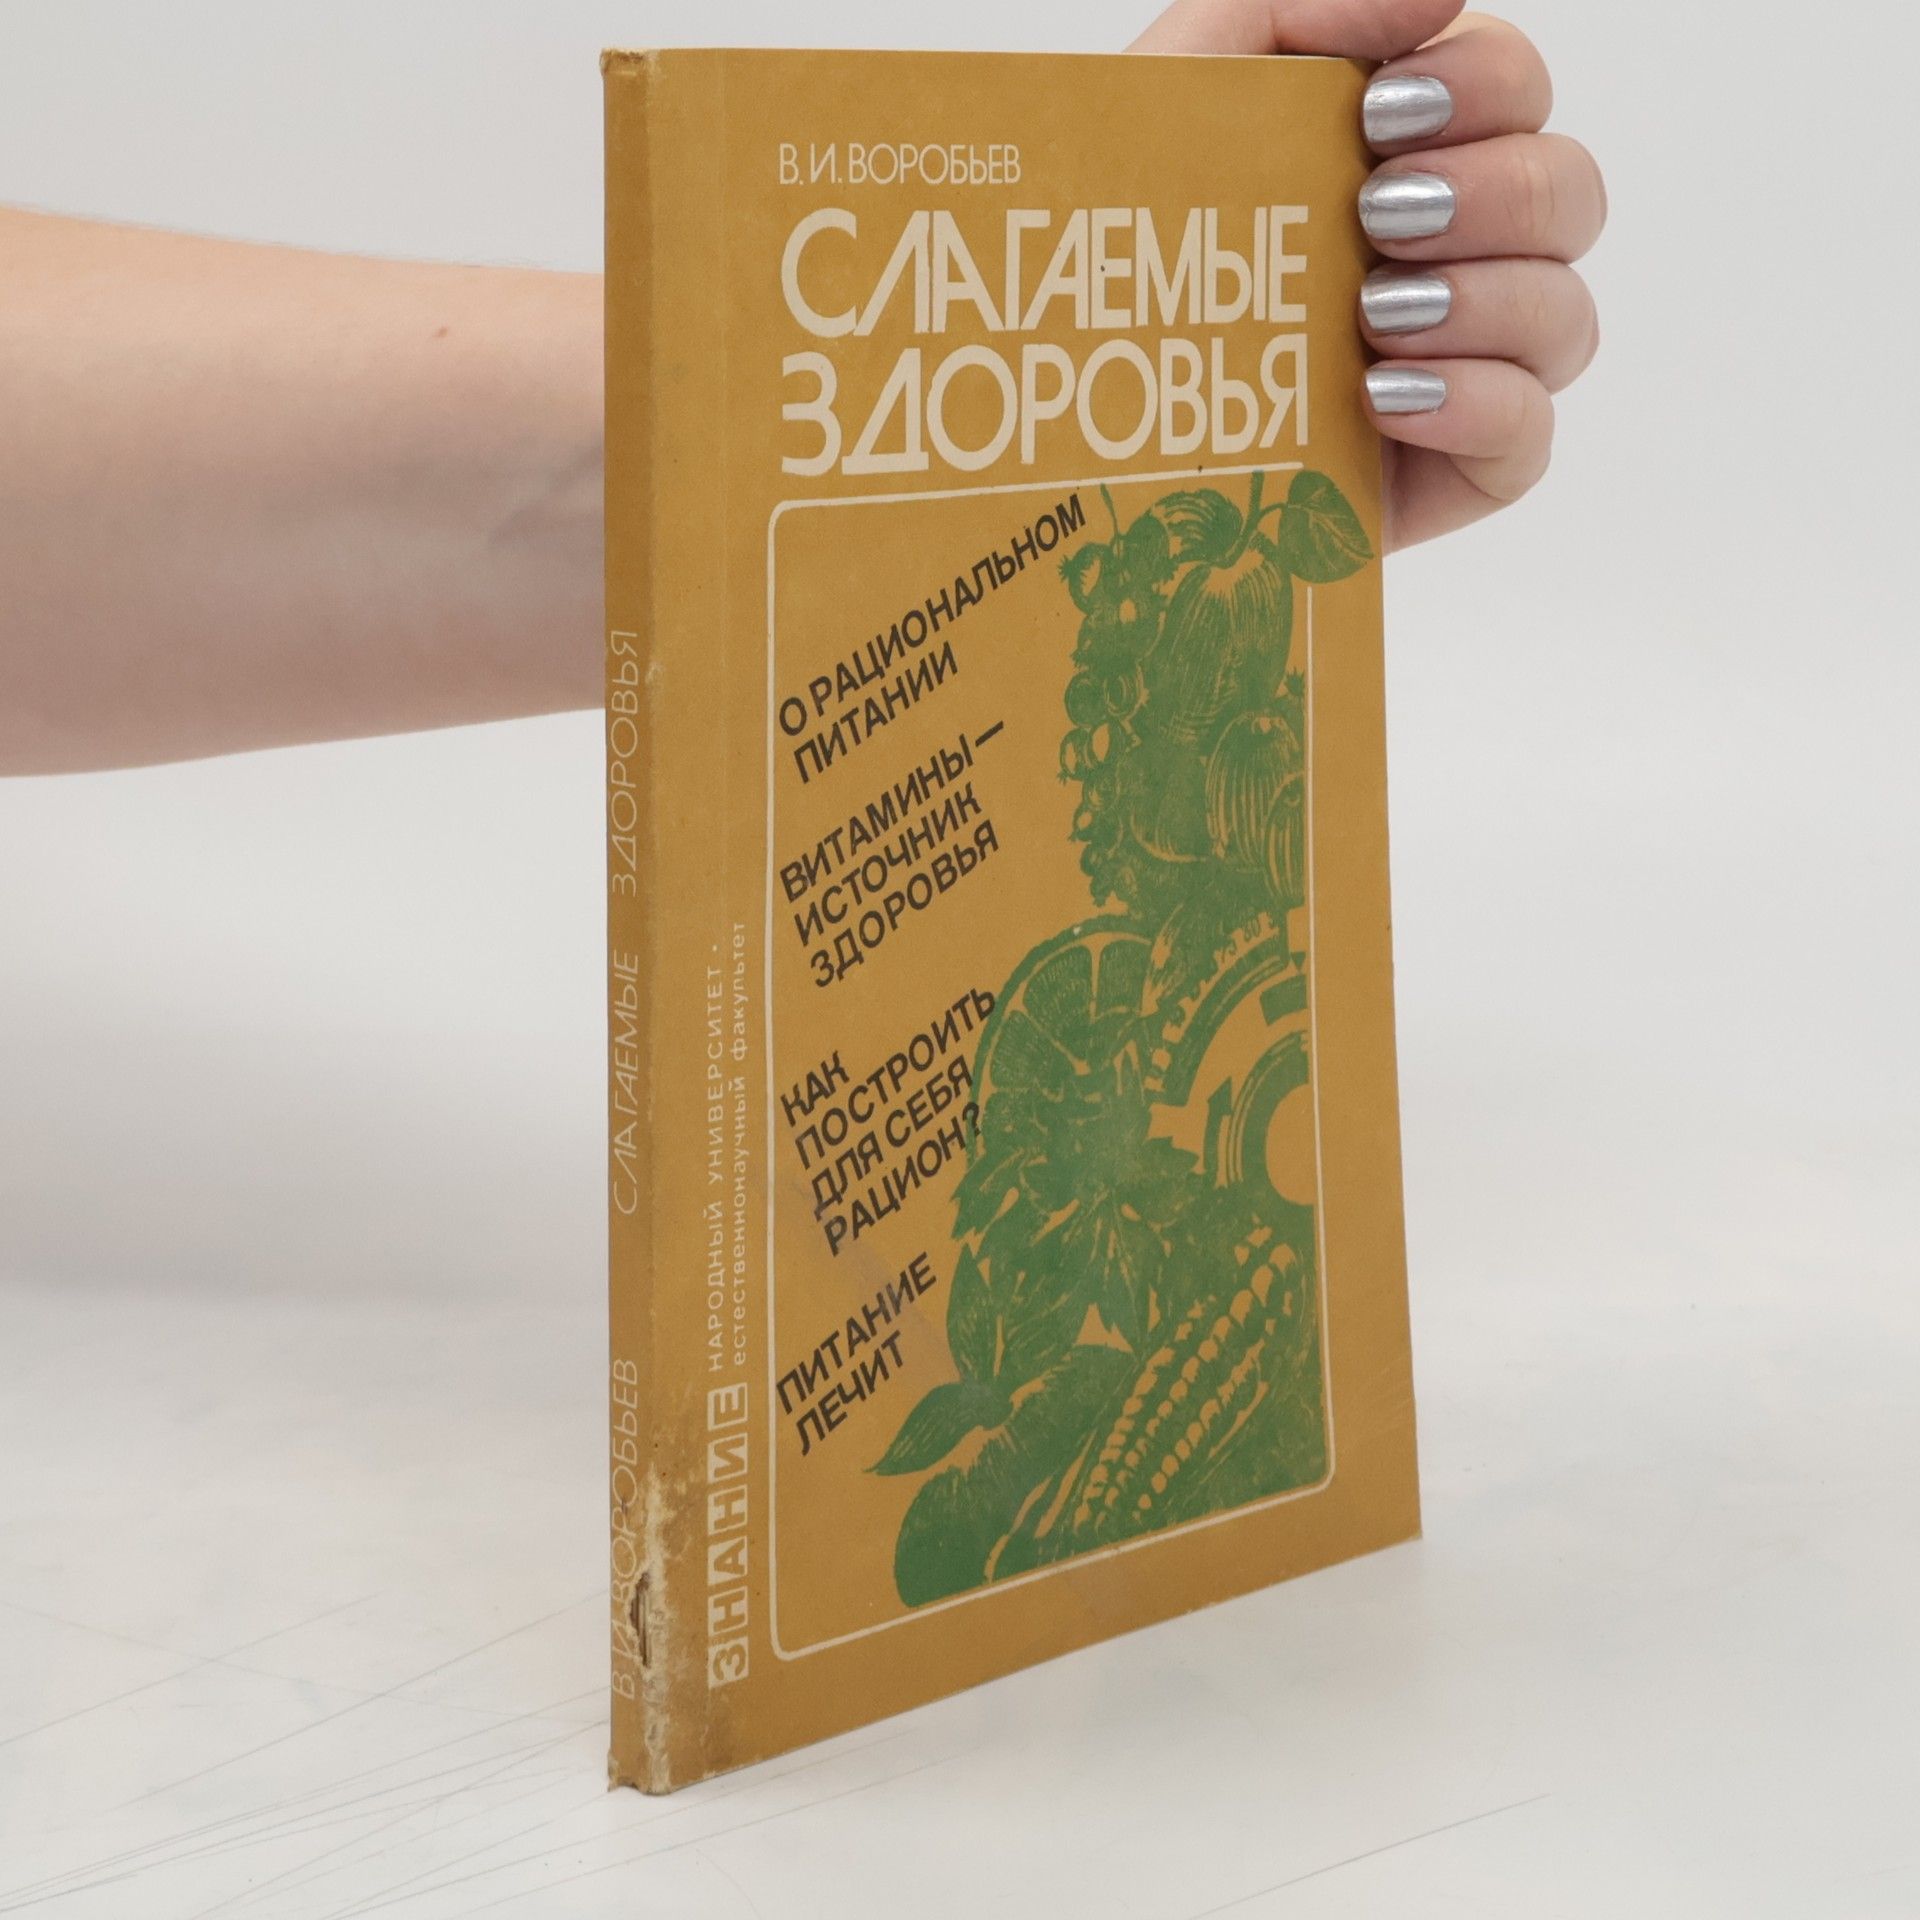 В. И. ВОРОБЬЕВ
СЛАГАЕМЫЕ
ЗДОРОВЬЯ
О РАЦИОНАЛЬНОМ
ПИТАНИИ
ВИТАМИНЫ —
ИСТОЧНИК
ЗДОРОВЬЯ
КАК
ПОСТРОИТЬ
ДЛЯ СЕБЯ
РАЦИОН?
ПИТАНИЕ
ЛЕЧИТ
ЗНАНИЕ
НАРОДНЫЙ УНИВЕРСИТЕТ •
естественнонаучный факультет
В И ВОРОБЬЕВ СЛАГАЕМЫЕ ЗДОРОВЬЯ